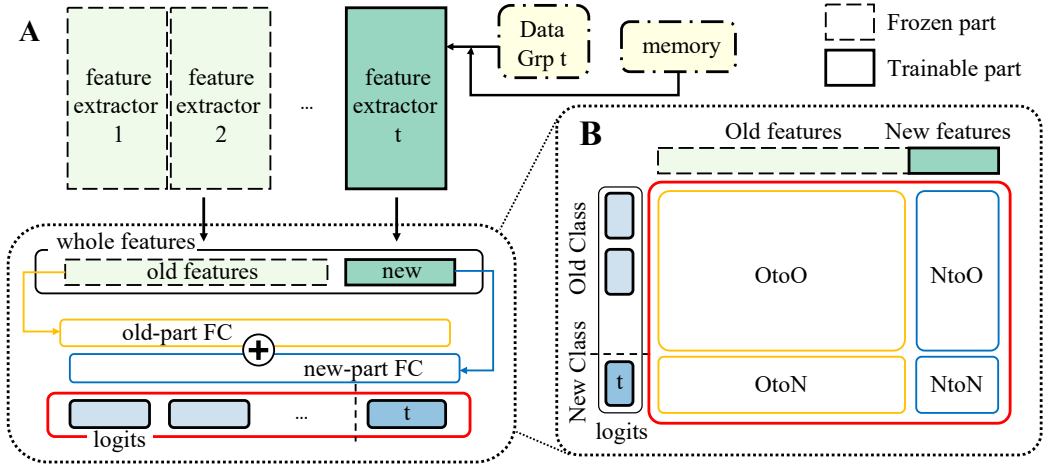 A
feature
extractor
1
feature
extractor
2
...
feature
extractor
t
Data
Grp t
memory
Frozen part
Trainable part
whole features
old features
new
old-part FC
+
new-part FC
...
t
logits
B
Old features
New features
Old Class
New Class
t
logits
OtoO
NtoO
OtoN
NtoN